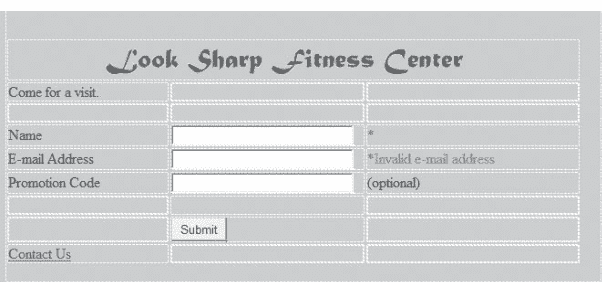 Look Sharp Fitness Center
Come for a visit.
Name *
E-mail Address *Invalid e-mail address
Promotion Code (optional)
Submit
Contact Us